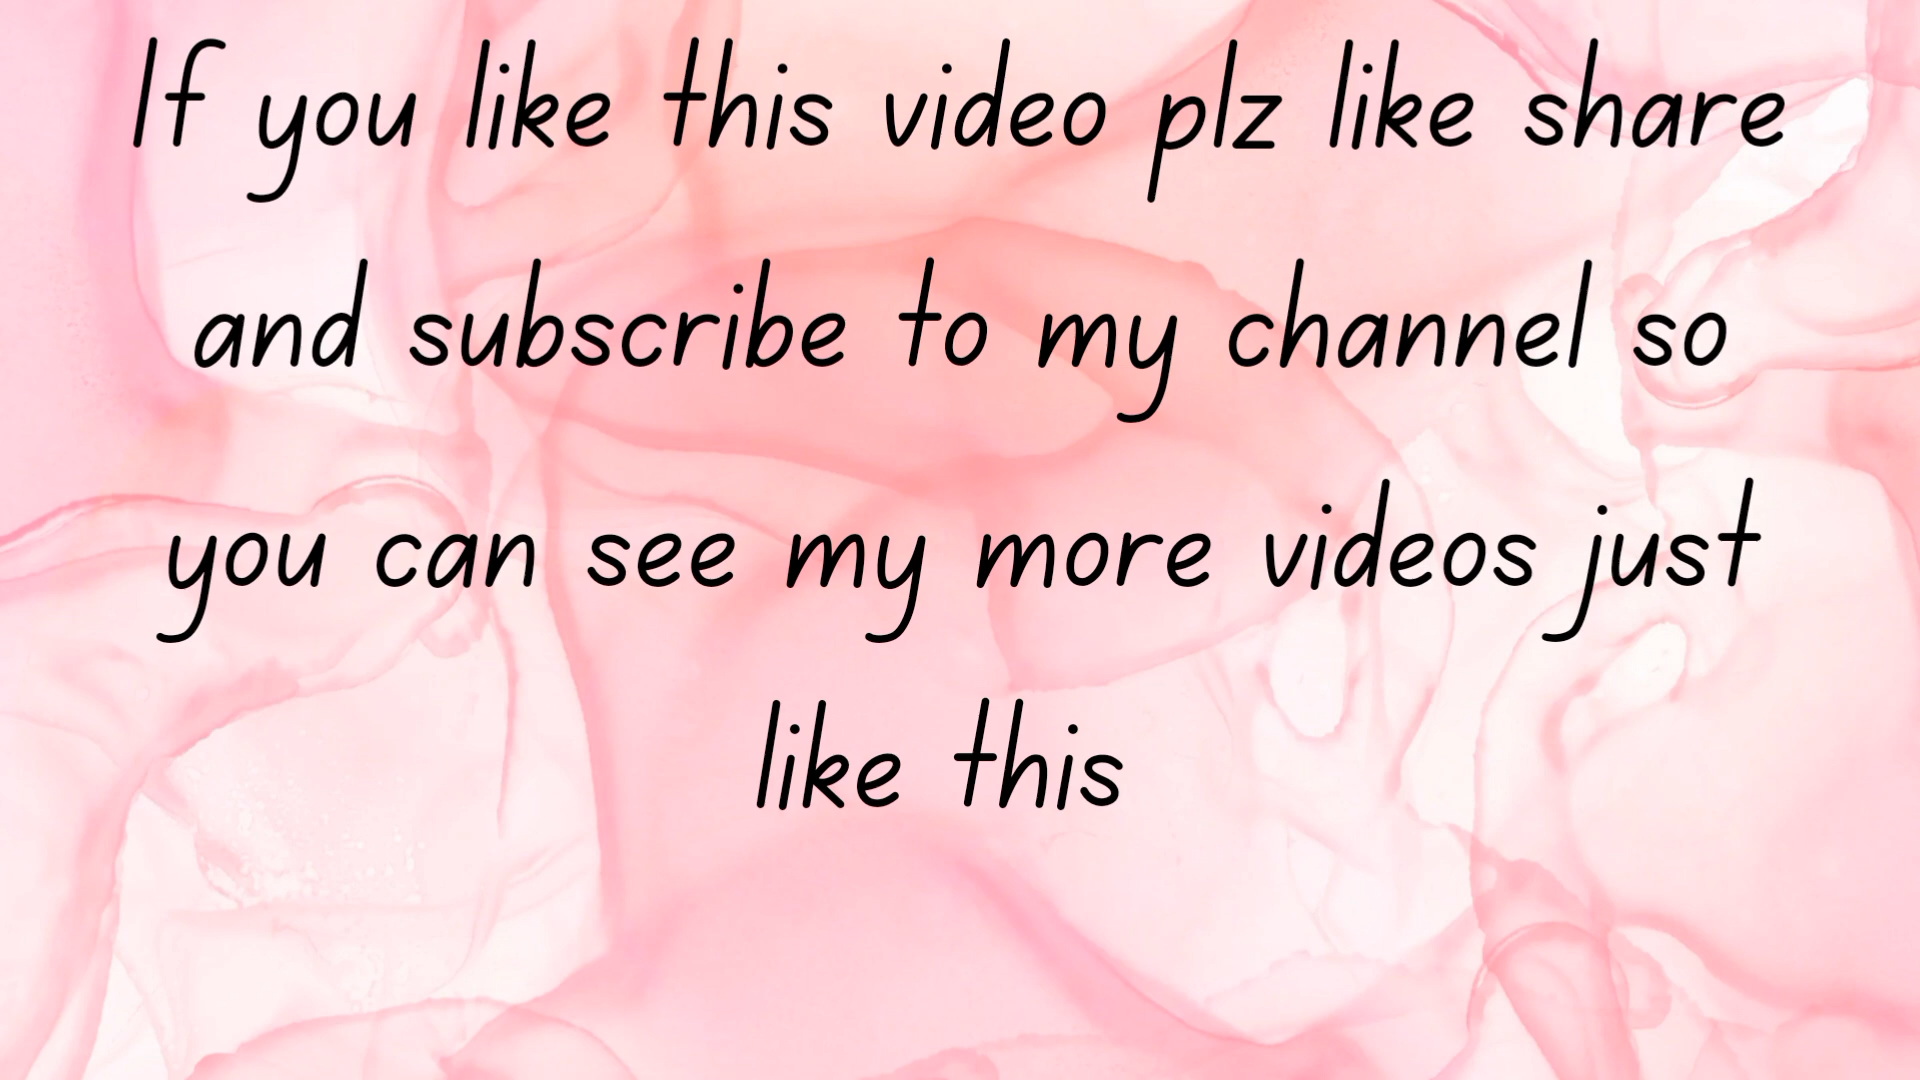 If you like this video plz like share
and subscribe to my channel so
you can see my more videos just
like this